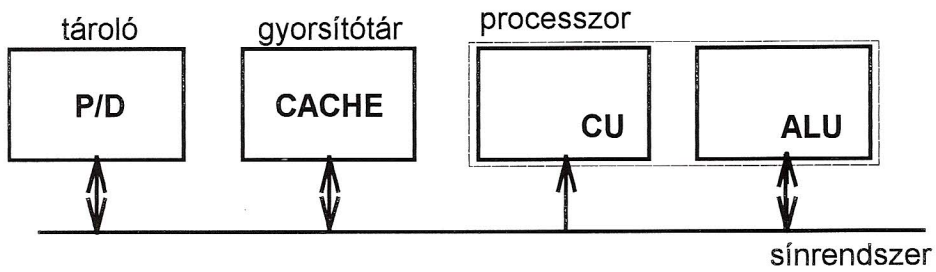 tároló
gyorsítótár
processzor
P/D
CACHE
CU
ALU
sínrendszer